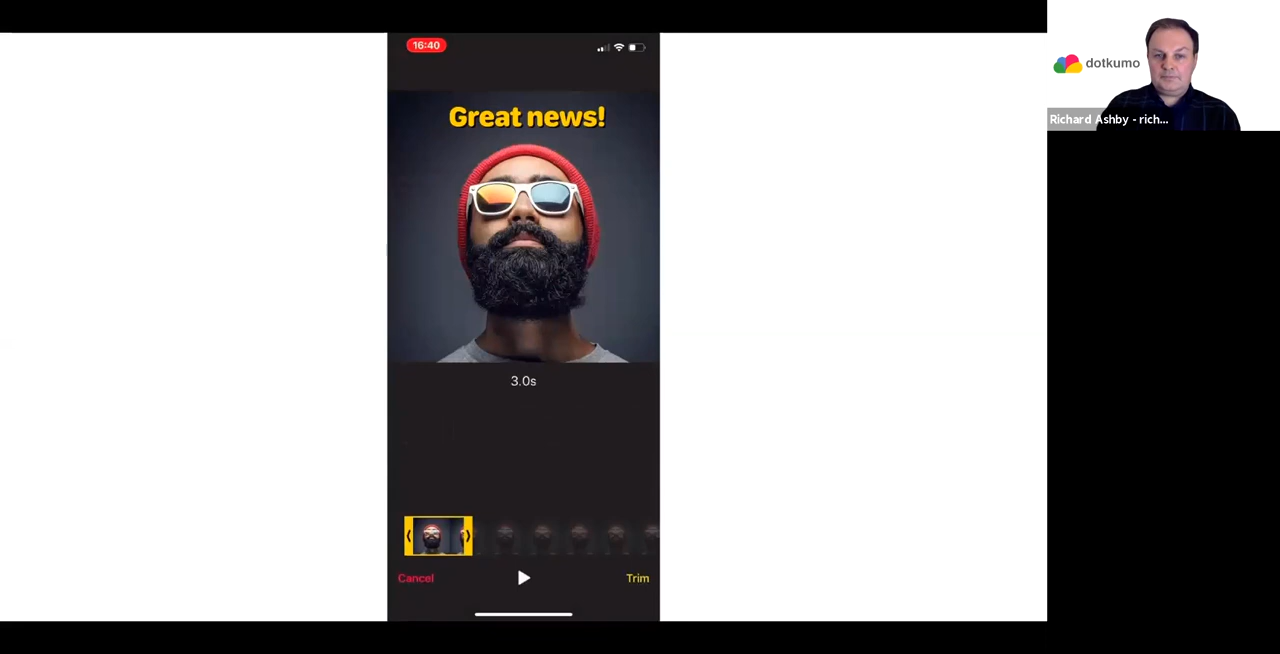 16:40
Great news!
3.0s
Cancel
Trim
dotkumo
Richard Ashby - rich...